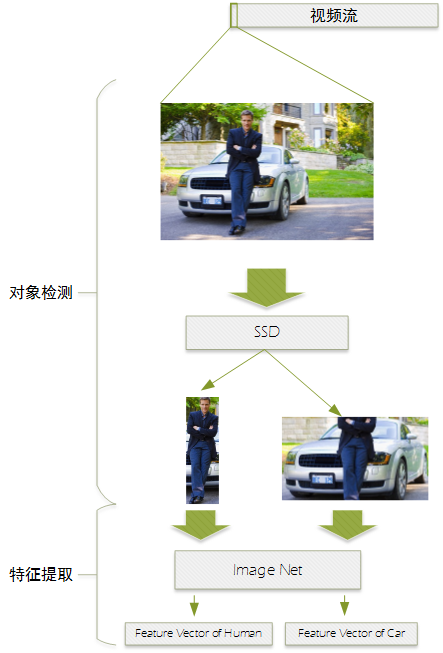 视频流
对象检测
SSD
特征提取
Image Net
Feature Vector of Human
Feature Vector of Car